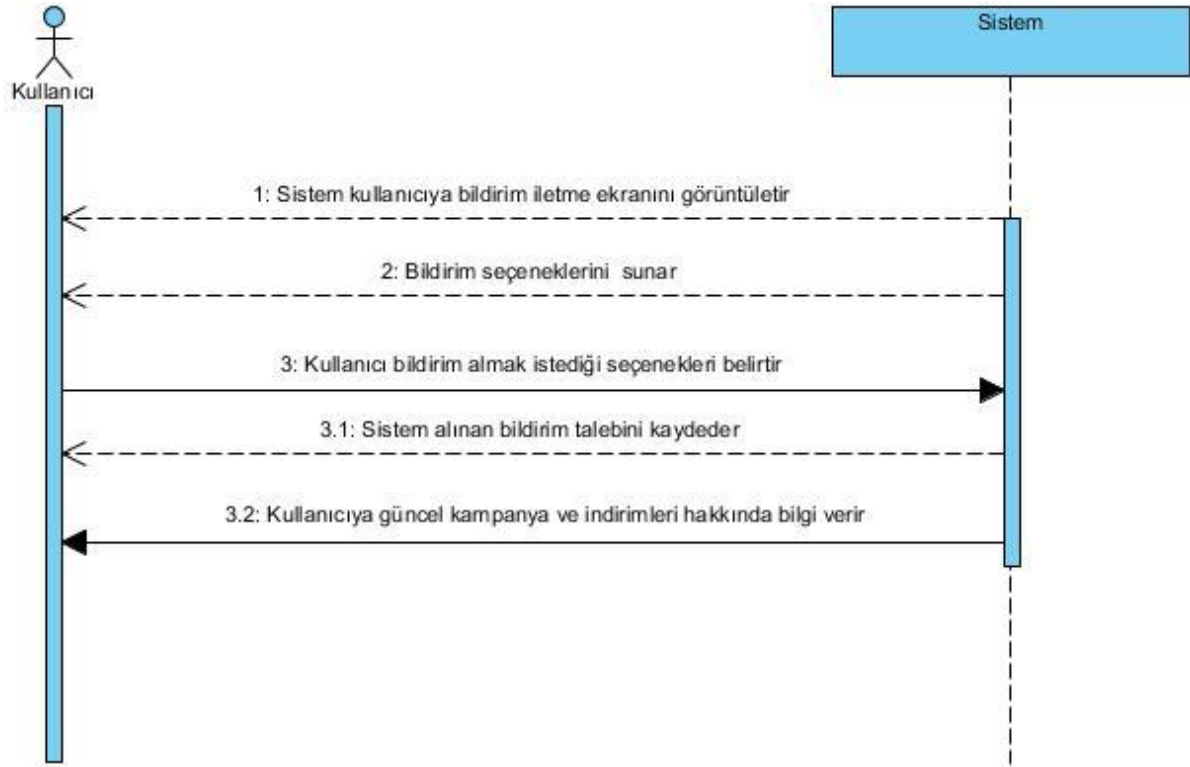 Sistem
Kullanıcı
1: Sistem kullanıcıya bildirim iletme ekranını görüntületir
2: Bildirim seçeneklerini sunar
3: Kullanıcı bildirim almak istediği seçenekleri belirtir
3.1: Sistem alınan bildirim talebini kaydeder
3.2: Kullanıcıya güncel kampanya ve indirimleri hakkında bilgi verir